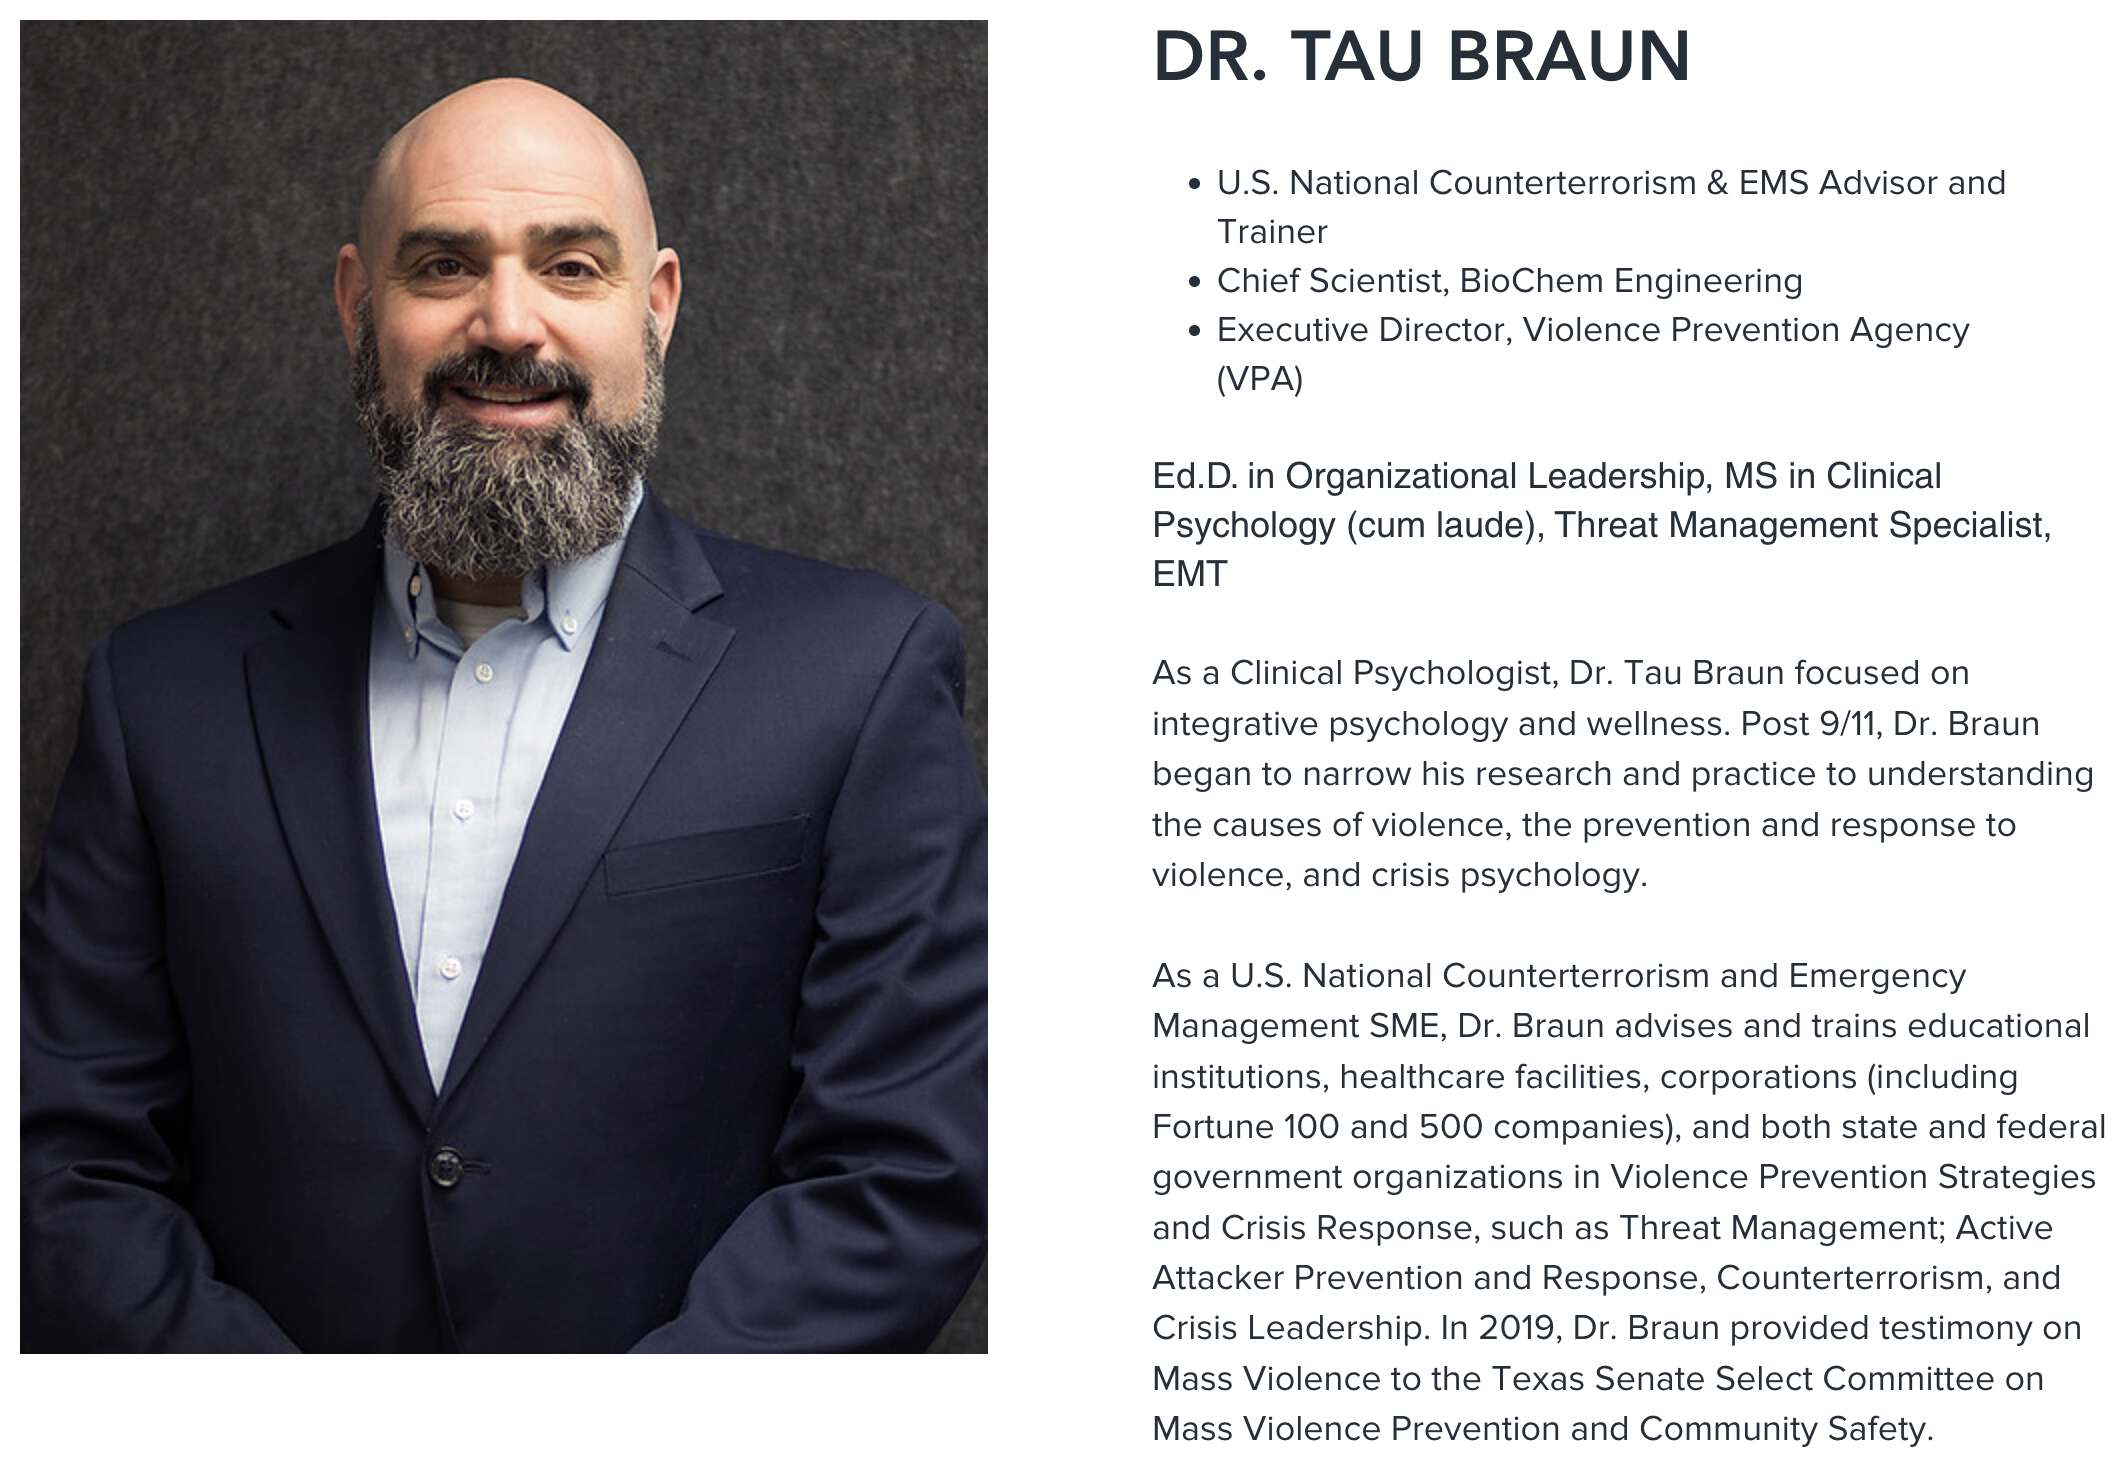 DR. TAU BRAUN
• U.S. National Counterterrorism & EMS Advisor and
Trainer
• Chief Scientist, BioChem Engineering
• Executive Director, Violence Prevention Agency
(VPA)
Ed.D. in Organizational Leadership, MS in Clinical
Psychology (cum laude), Threat Management Specialist,
EMT
As a Clinical Psychologist, Dr. Tau Braun focused on
integrative psychology and wellness. Post 9/11, Dr. Braun
began to narrow his research and practice to understanding
the causes of violence, the prevention and response to
violence, and crisis psychology.
As a U.S. National Counterterrorism and Emergency
Management SME, Dr. Braun advises and trains educational
institutions, healthcare facilities, corporations (including
Fortune 100 and 500 companies), and both state and federal
government organizations in Violence Prevention Strategies
and Crisis Response, such as Threat Management; Active
Attacker Prevention and Response, Counterterrorism, and
Crisis Leadership. In 2019, Dr. Braun provided testimony on
Mass Violence to the Texas Senate Select Committee on
Mass Violence Prevention and Community Safety.